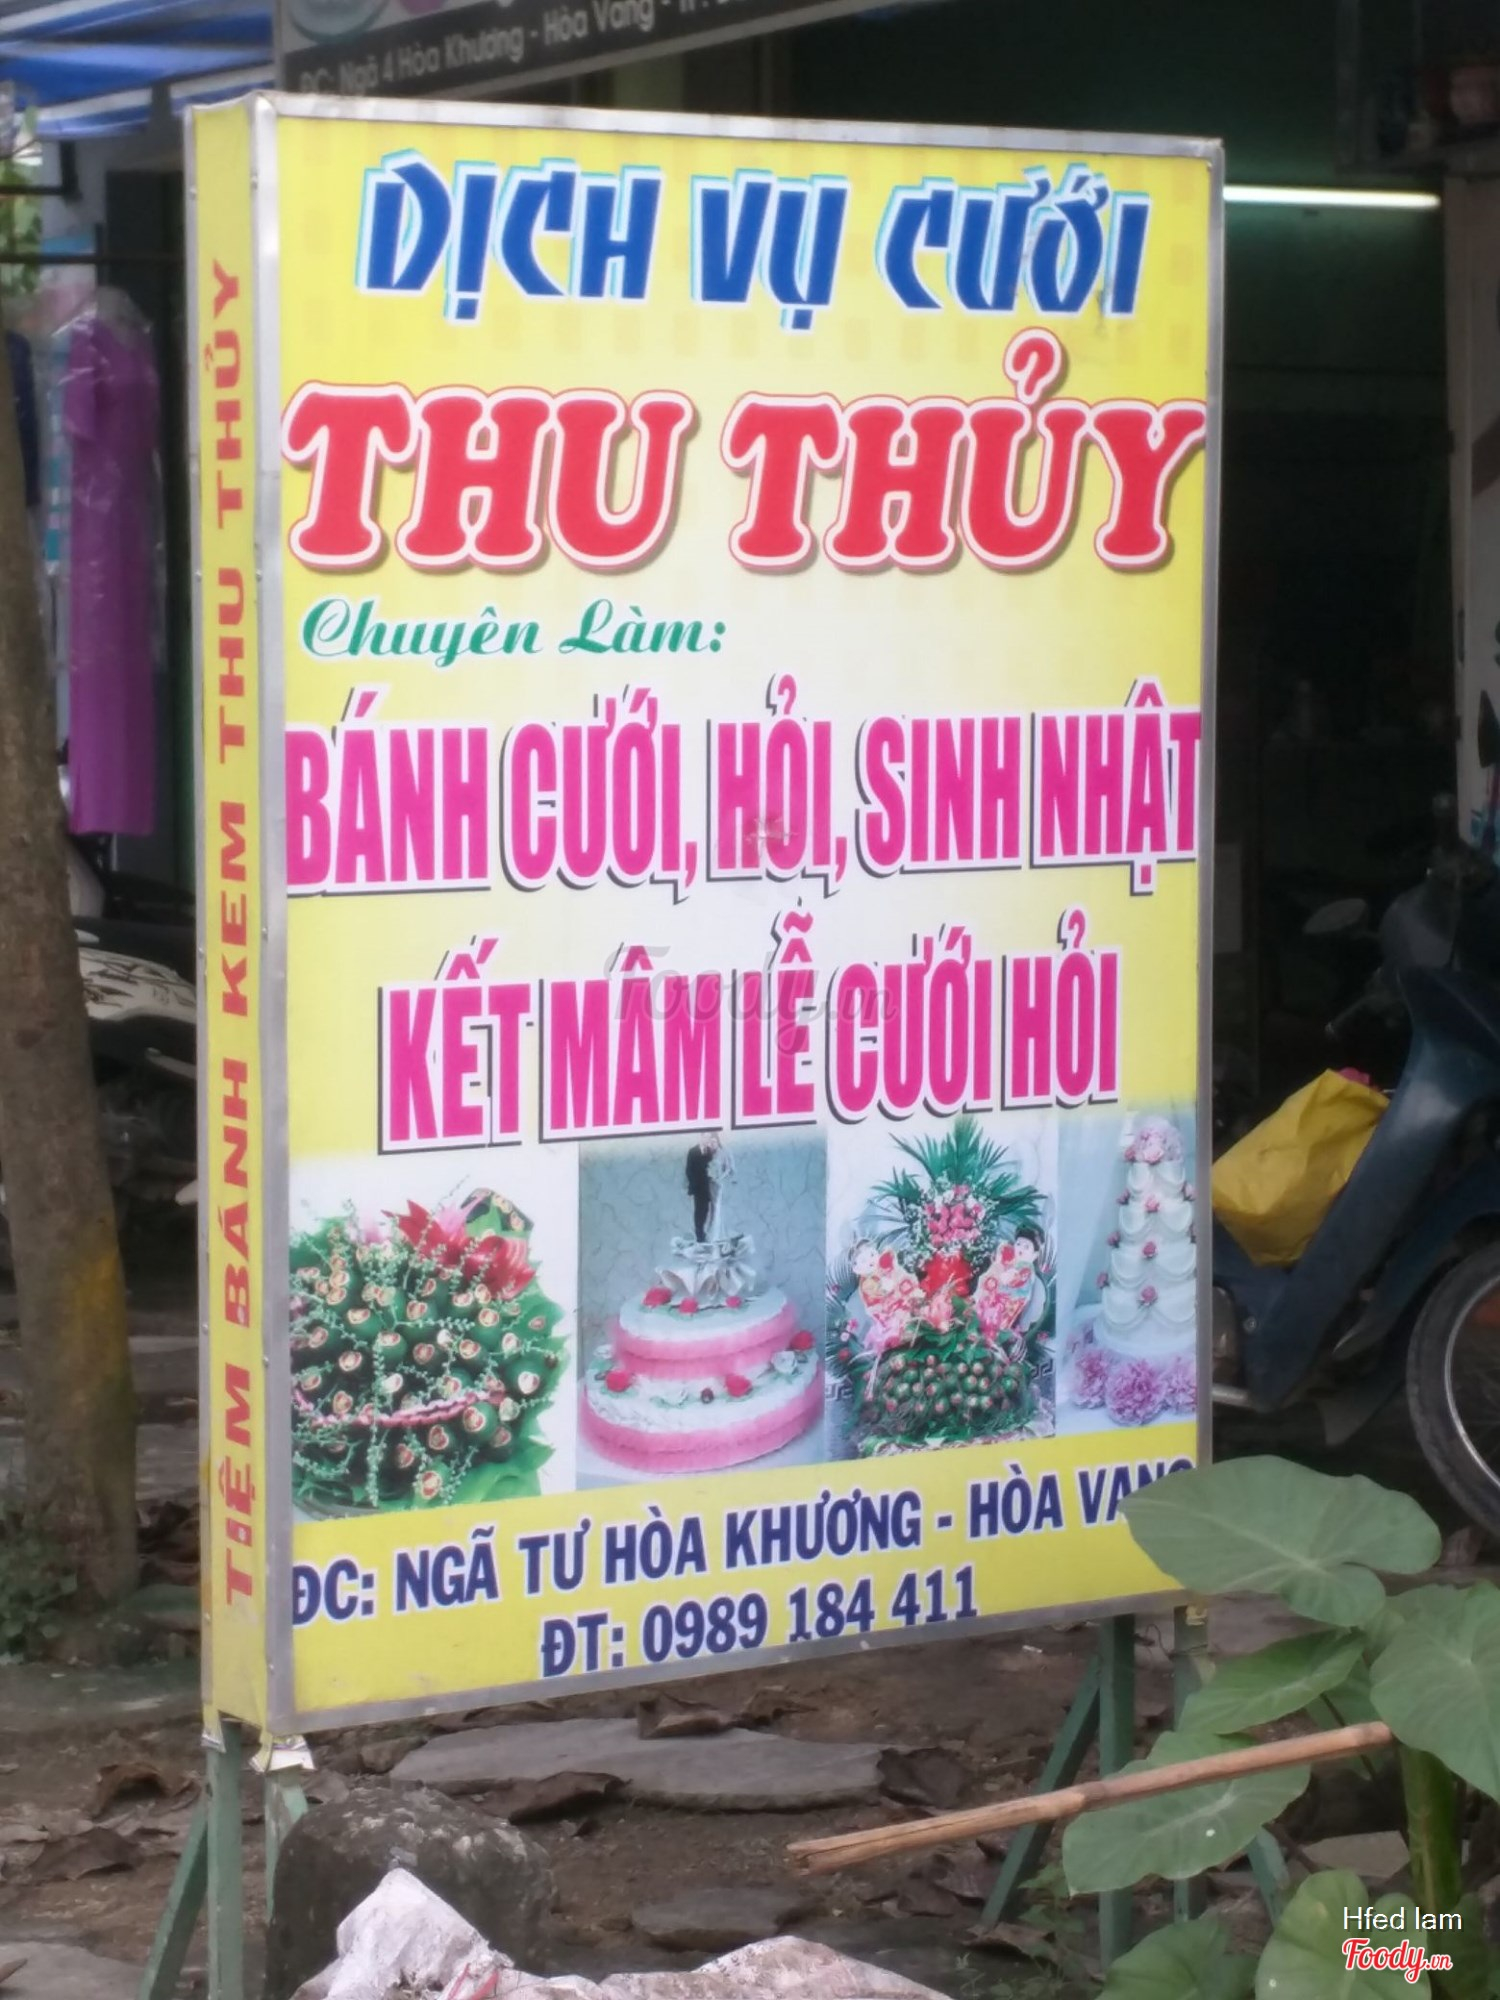 ĐC: Ngã 4 Hòa Khương - Hòa Vang - TP.
DỊCH VỤ CƯỚI
THU THỦY
Chuyên Làm:
BÁNH CƯỚI, HỎI, SINH NHẬT
KẾT MÂM LỄ CƯỚI HỎI
Foody.vn
ĐC: NGÃ TƯ HÒA KHƯƠNG - HÒA VANG
ĐT: 0989 184 411
TIỆM BÁNH KEM THU THỦY
Hfed lam
Foody.vn